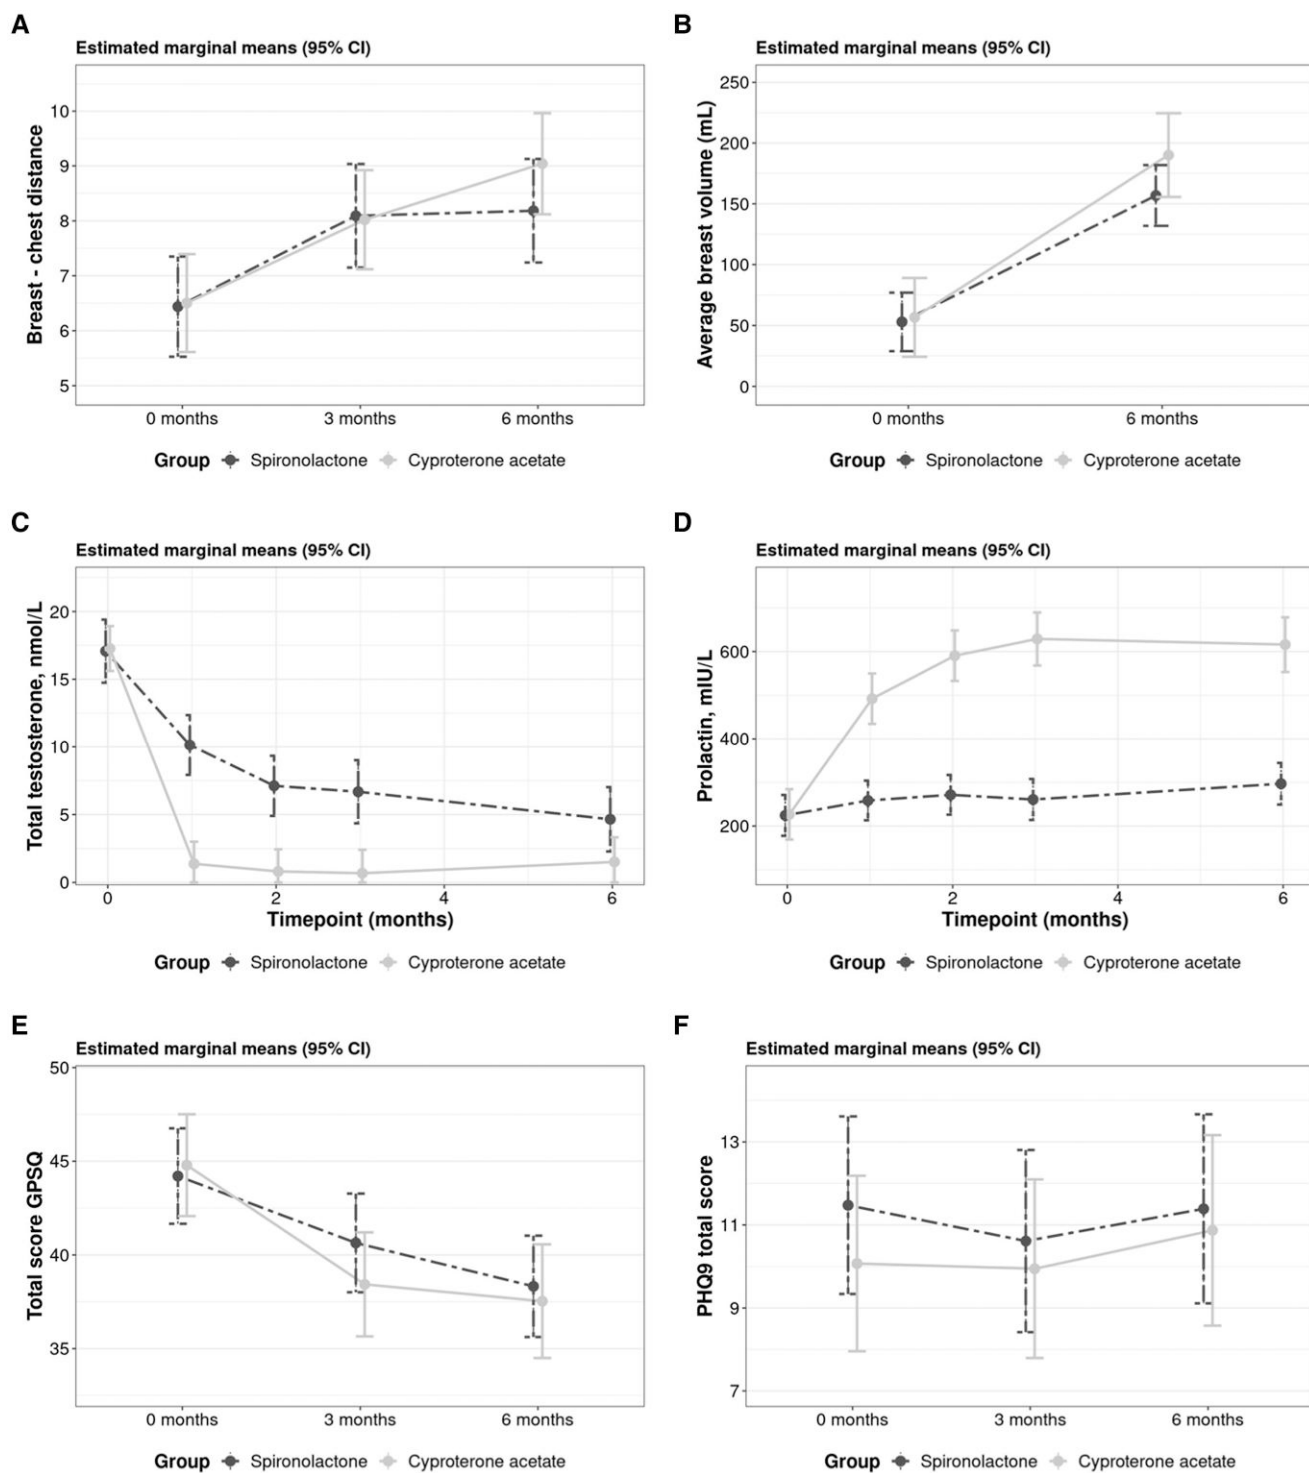 A
Estimated marginal means (95% CI)
Breast - chest distance
10
9
8
7
6
5
0 months 3 months 6 months
Group Spironolactone Cyproterone acetate
B
Estimated marginal means (95% CI)
Average breast volume (mL)
250
200
150
100
50
0
0 months 6 months
Group Spironolactone Cyproterone acetate
C
Estimated marginal means (95% CI)
Total testosterone, nmol/L
20
15
10
5
0
0 2 4 6
Timepoint (months)
Group Spironolactone Cyproterone acetate
D
Estimated marginal means (95% CI)
Prolactin, mIU/L
600
400
200
0 2 4 6
Timepoint (months)
Group Spironolactone Cyproterone acetate
E
Estimated marginal means (95% CI)
Total score GPSQ
50
45
40
35
0 months 3 months 6 months
Group Spironolactone Cyproterone acetate
F
Estimated marginal means (95% CI)
PHQ9 total score
13
11
9
7
0 months 3 months 6 months
Group Spironolactone Cyproterone acetate